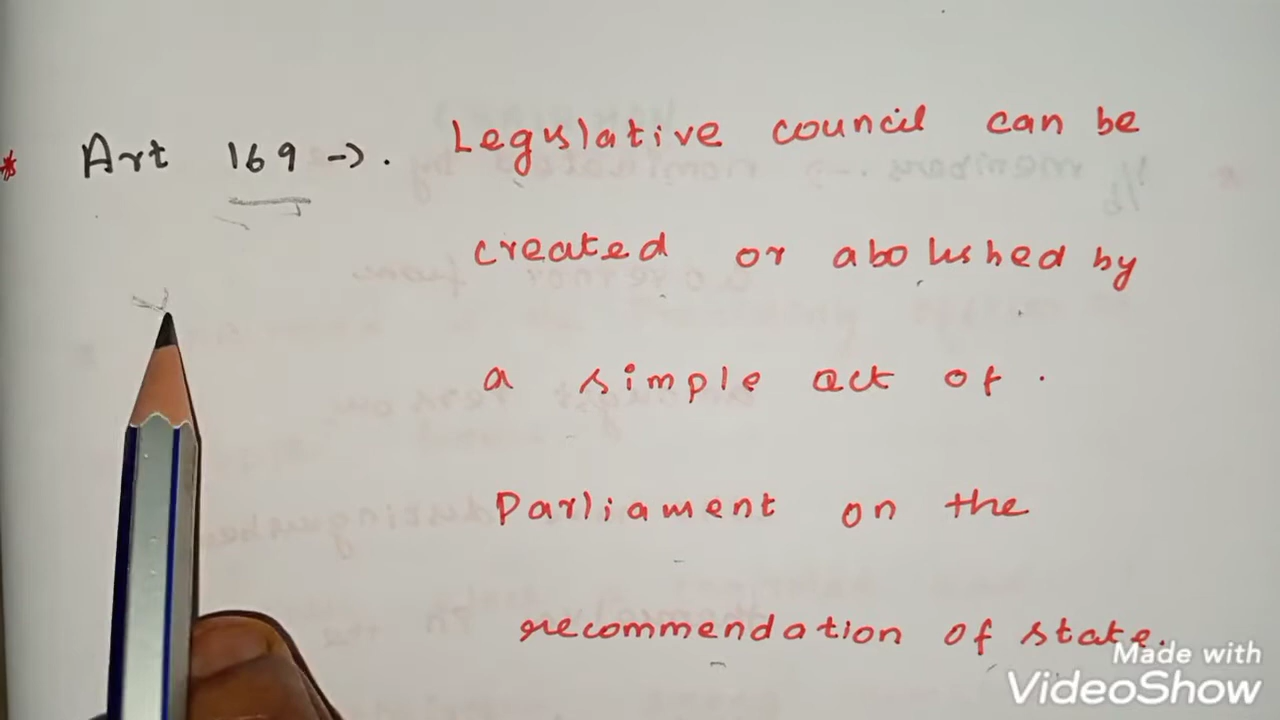 * Art 169 -> . Legislative council can be
created or abolished by
a simple act of .
Parliament on the
recommendation of state.
Made with
VideoShow